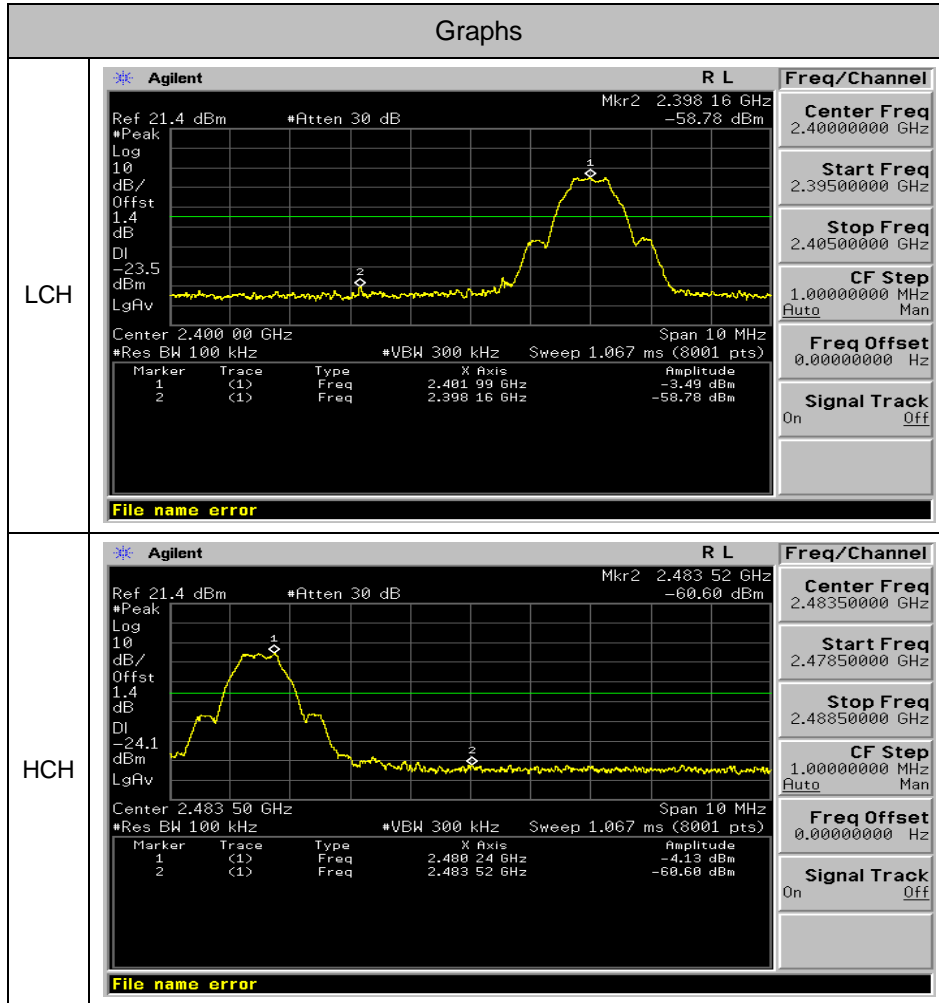 Graphs
LCH
Agilent R L Freq/Channel
Mkr2 2.398 16 GHz
Ref 21.4 dBm #Atten 30 dB -58.78 dBm
#Peak
Log
10
dB/
Offst
1.4
dB
DI
-23.5
dBm
LgAv
1
2
Center 2.400 00 GHz Span 10 MHz
#Res BW 100 kHz #VBW 300 kHz Sweep 1.067 ms (8001 pts)
Marker Trace Type X Axis Amplitude
1 (1) Freq 2.401 99 GHz -3.49 dBm
2 (1) Freq 2.398 16 GHz -58.78 dBm
Center Freq
2.40000000 GHz
Start Freq
2.39500000 GHz
Stop Freq
2.40500000 GHz
CF Step
1.00000000 MHz
Auto Man
Freq Offset
0.00000000 Hz
Signal Track
On Off
File name error
HCH
Agilent R L Freq/Channel
Mkr2 2.483 52 GHz
Ref 21.4 dBm #Atten 30 dB -60.60 dBm
#Peak
Log
10
dB/
Offst
1.4
dB
DI
-24.1
dBm
LgAv
1
2
Center 2.483 50 GHz Span 10 MHz
#Res BW 100 kHz #VBW 300 kHz Sweep 1.067 ms (8001 pts)
Marker Trace Type X Axis Amplitude
1 (1) Freq 2.480 24 GHz -4.13 dBm
2 (1) Freq 2.483 52 GHz -60.60 dBm
Center Freq
2.48350000 GHz
Start Freq
2.47850000 GHz
Stop Freq
2.48850000 GHz
CF Step
1.00000000 MHz
Auto Man
Freq Offset
0.00000000 Hz
Signal Track
On Off
File name error